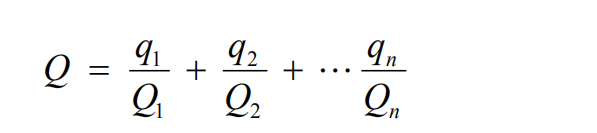 Q = q₁/Q₁ + q₂/Q₂ + ⋯ qₙ/Qₙ